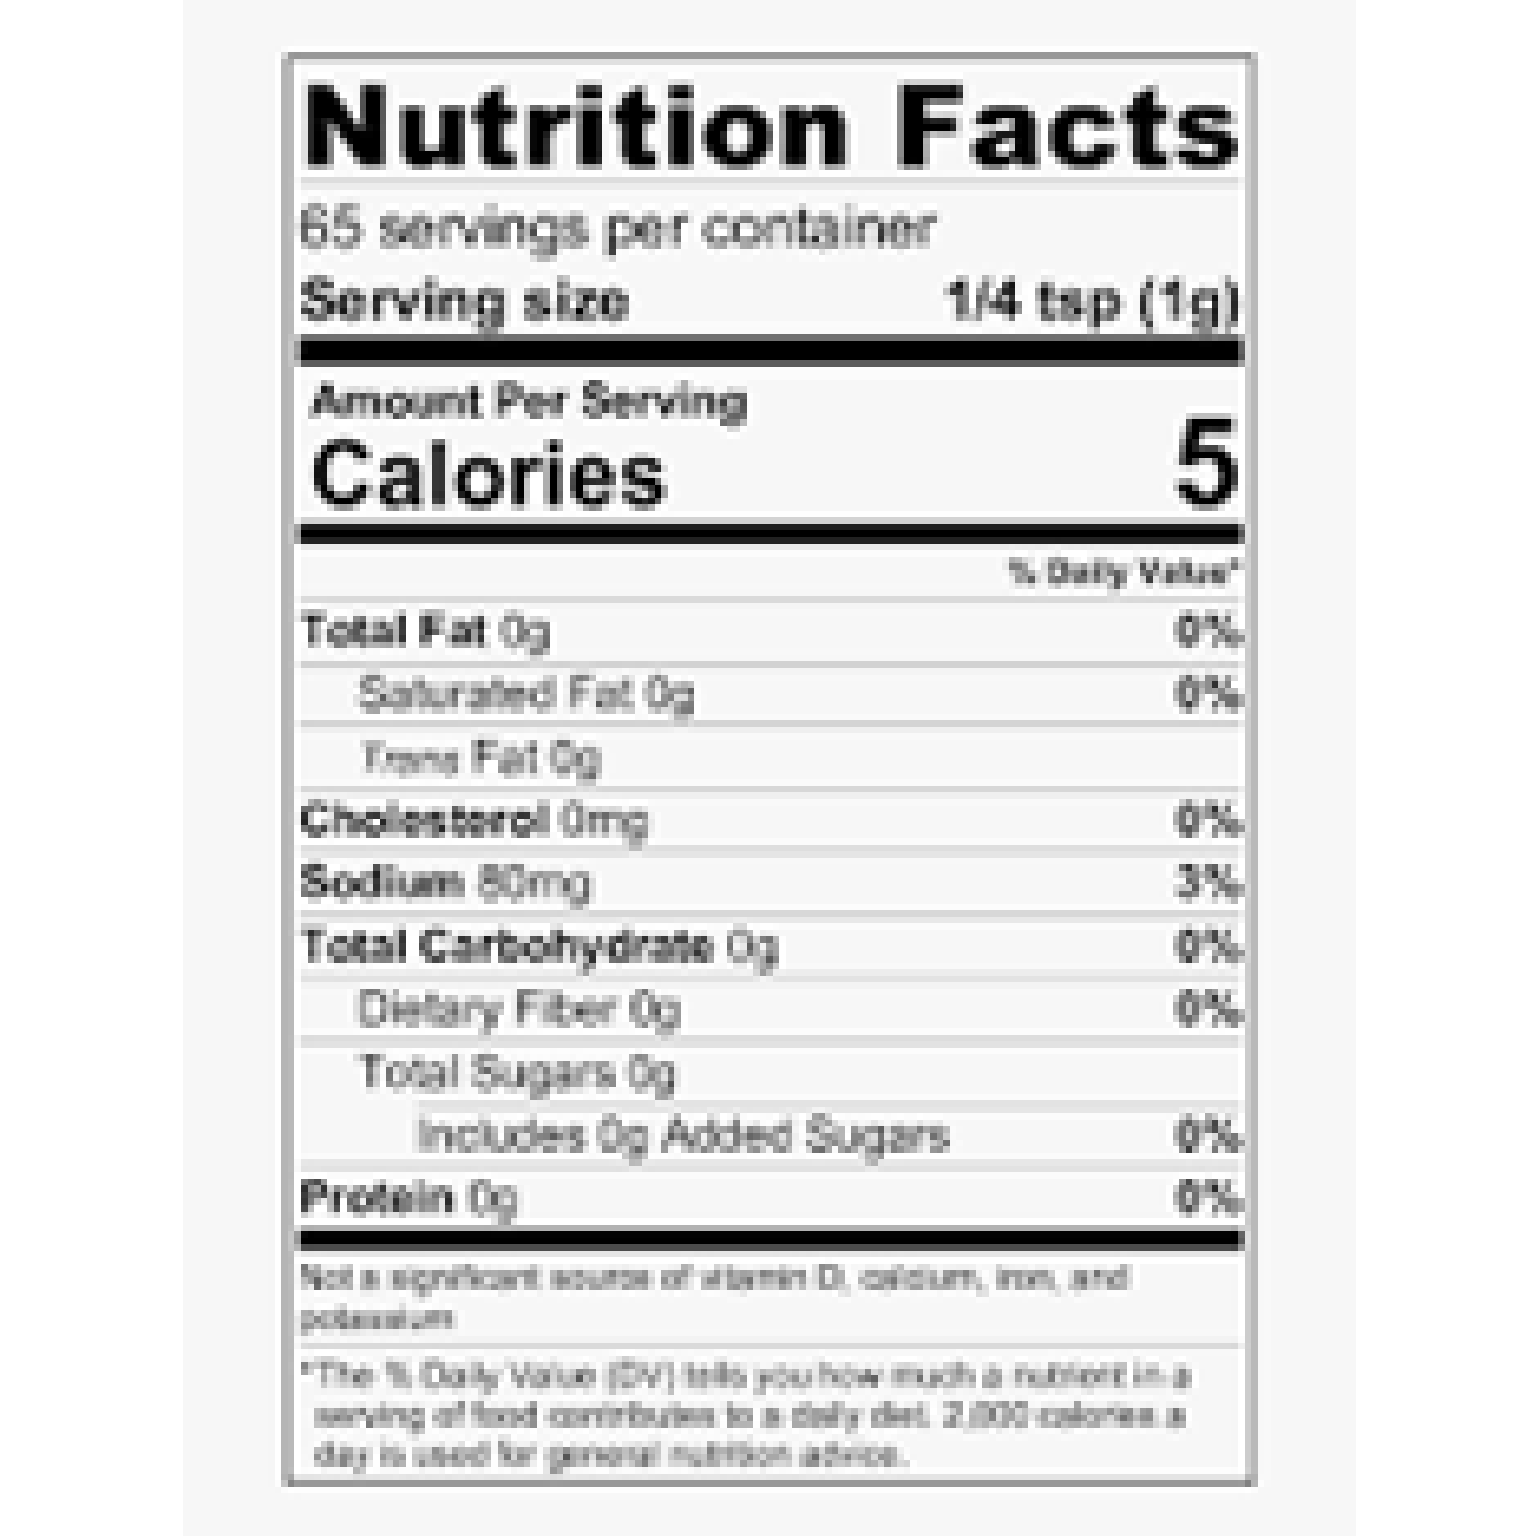 Nutrition Facts
65 servings per container
Serving size 1/4 tsp (1g)
Amount Per Serving
Calories 5
% Daily Value*
Total Fat 0g 0%
Saturated Fat 0g 0%
Trans Fat 0g
Cholesterol 0mg 0%
Sodium 80mg 3%
Total Carbohydrate 0g 0%
Dietary Fiber 0g 0%
Total Sugars 0g
Includes 0g Added Sugars 0%
Protein 0g 0%
Not a significant source of vitamin D, calcium, iron, and
potassium
*The % Daily Value (DV) tells you how much a nutrient in a
serving of food contributes to a daily diet. 2,000 calories a
day is used for general nutrition advice.